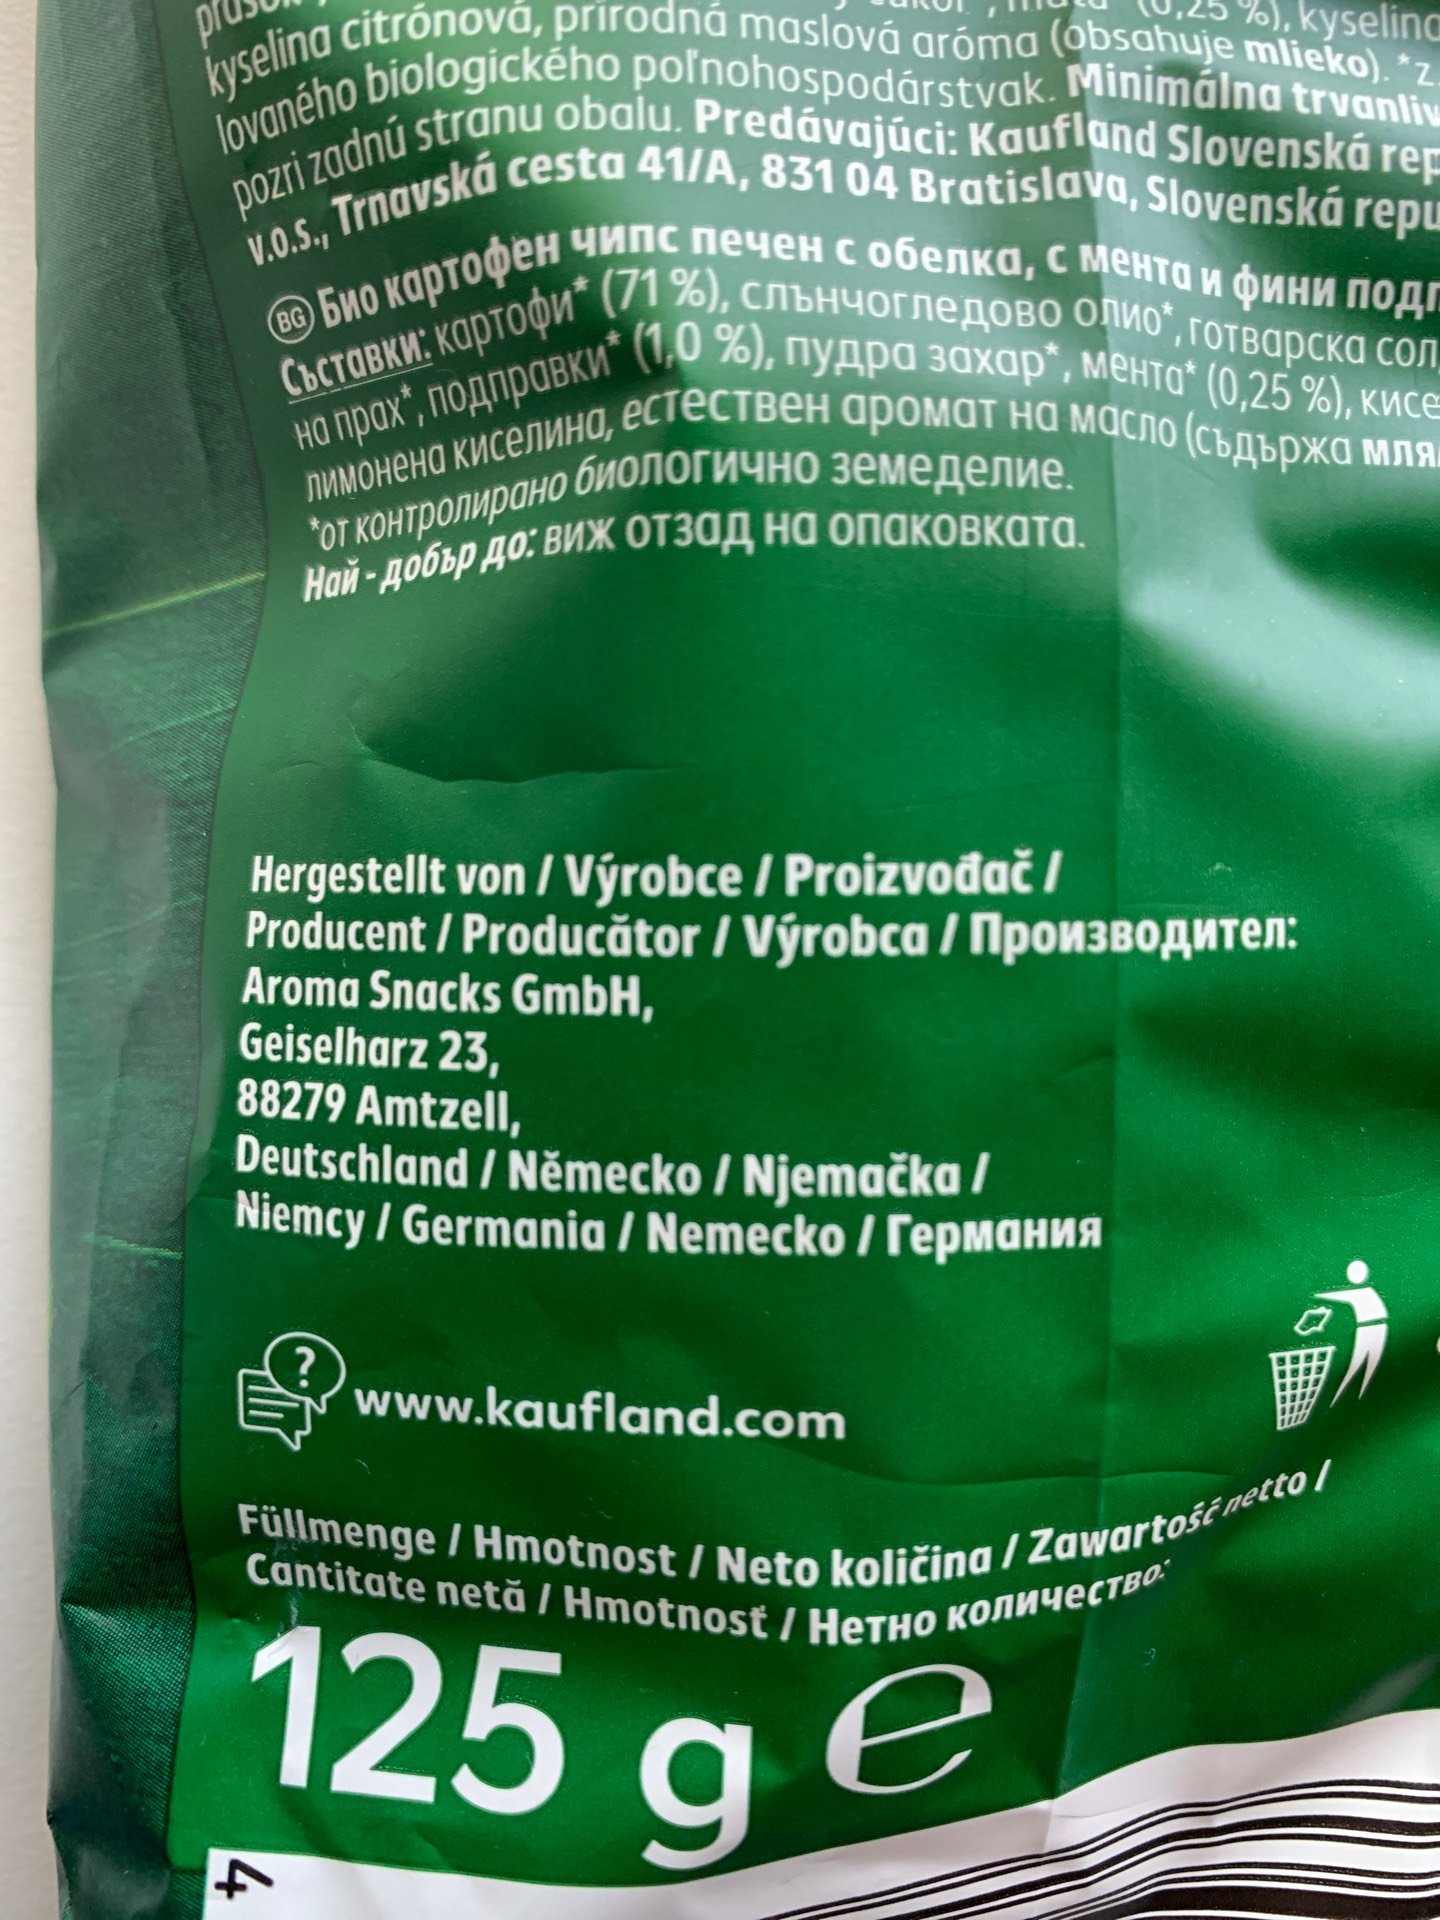 kyselina citrónová, prírodná maslová aróma (obsahuje mlieko). *z
(0,25 %), kyselina
lovaného biologického poľnohospodárstvak. Minimálna
pozri zadnú stranu obalu. Predávajúci: Kaufland Slovenská
v.o.s., Trnavská cesta 41/A, 831 04 Bratislava, Slovenská
BG Био картофен чипс печен с обелка, с мента и фини
Съставки: картофи* (71 %), слънчогледово олио*, готварска сол,
на прах*, подправки* (1,0 %), пудра захар*, мента* (0,25 %),
лимонена киселина, естествен аромат на масло (съдържа
*от контролирано биологично земеделие.
Най - добър до: виж отзад на опаковката.
Hergestellt von / Výrobce / Proizvođač /
Producent / Producător / Výrobca / Производител:
Aroma Snacks GmbH,
Geiselharz 23,
88279 Amtzell,
Deutschland / Německo / Njemačka /
Niemcy / Germania / Nemecko / Германия
?
www.kaufland.com
Füllmenge / Hmotnost / Neto količina / Zawartość netto /
Cantitate netă / Hmotnosť / Нетно количество:
125 g e
4